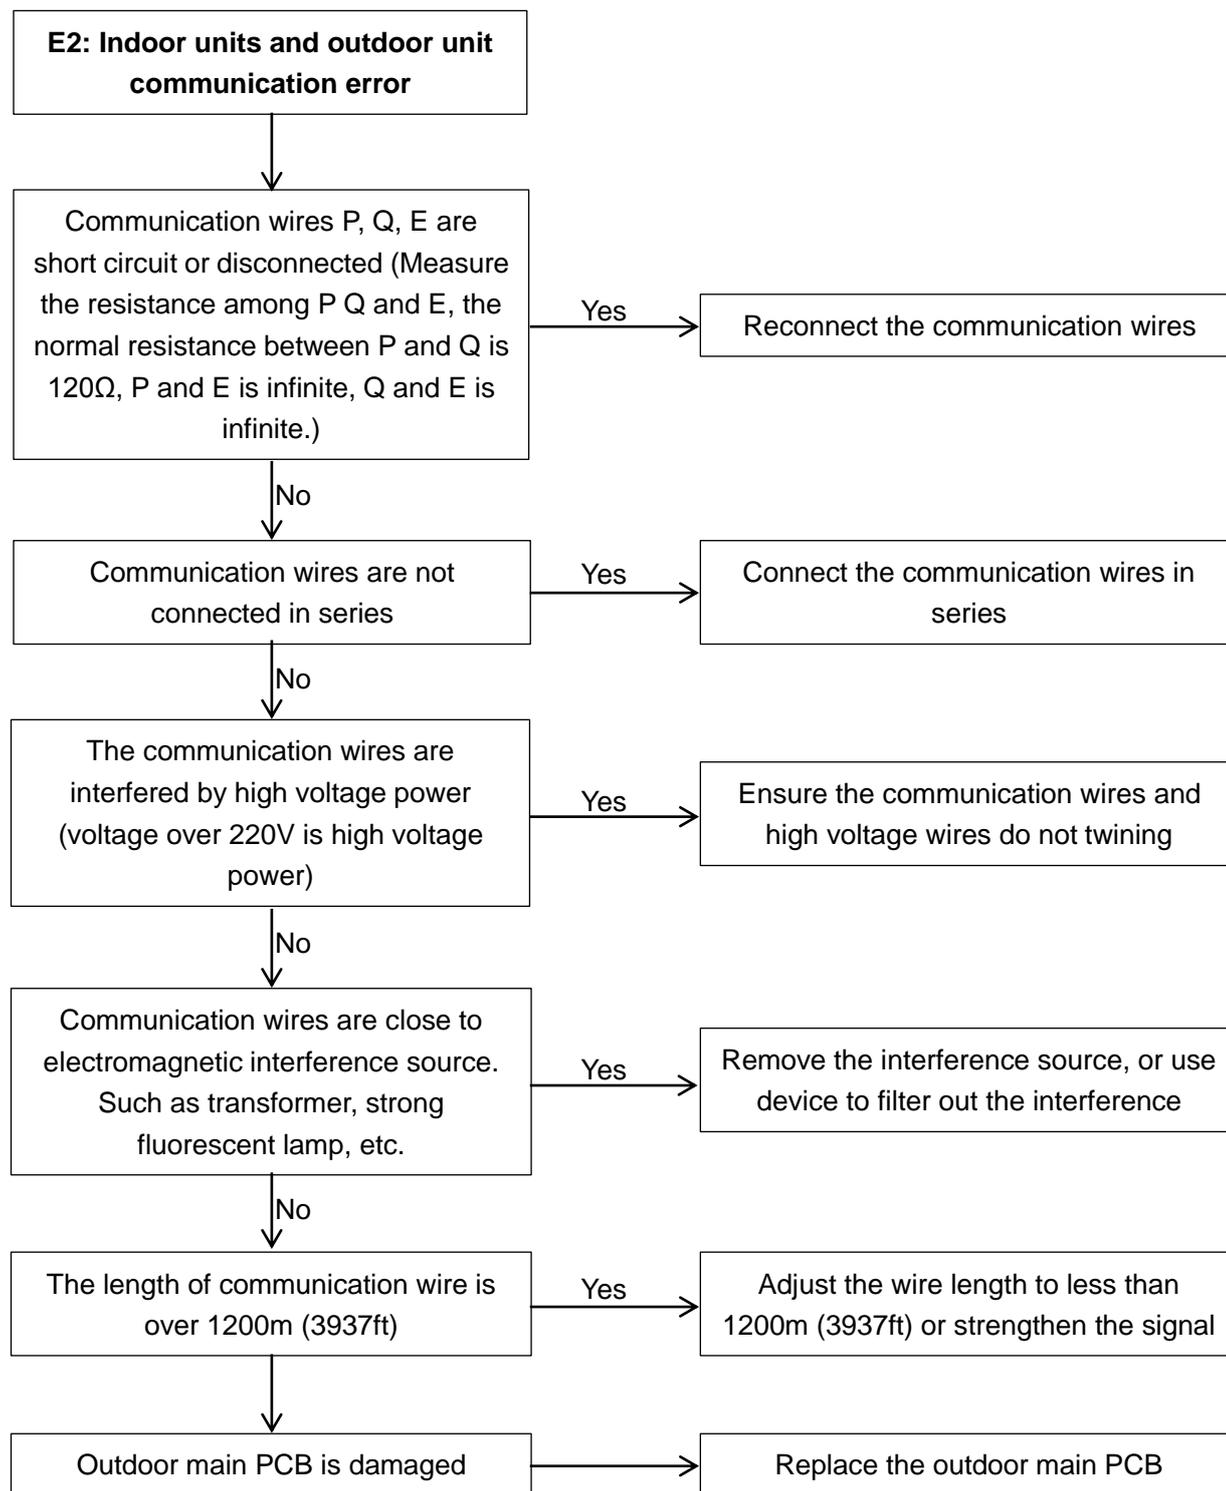 E2: Indoor units and outdoor unit
communication error
Communication wires P, Q, E are
short circuit or disconnected (Measure
the resistance among P Q and E, the
normal resistance between P and Q is
120Ω, P and E is infinite, Q and E is
infinite.)
Yes
Reconnect the communication wires
No
Communication wires are not
connected in series
Yes
Connect the communication wires in
series
No
The communication wires are
interfered by high voltage power
(voltage over 220V is high voltage
power)
Yes
Ensure the communication wires and
high voltage wires do not twining
No
Communication wires are close to
electromagnetic interference source.
Such as transformer, strong
fluorescent lamp, etc.
Yes
Remove the interference source, or use
device to filter out the interference
No
The length of communication wire is
over 1200m (3937ft)
Yes
Adjust the wire length to less than
1200m (3937ft) or strengthen the signal
Outdoor main PCB is damaged
Replace the outdoor main PCB